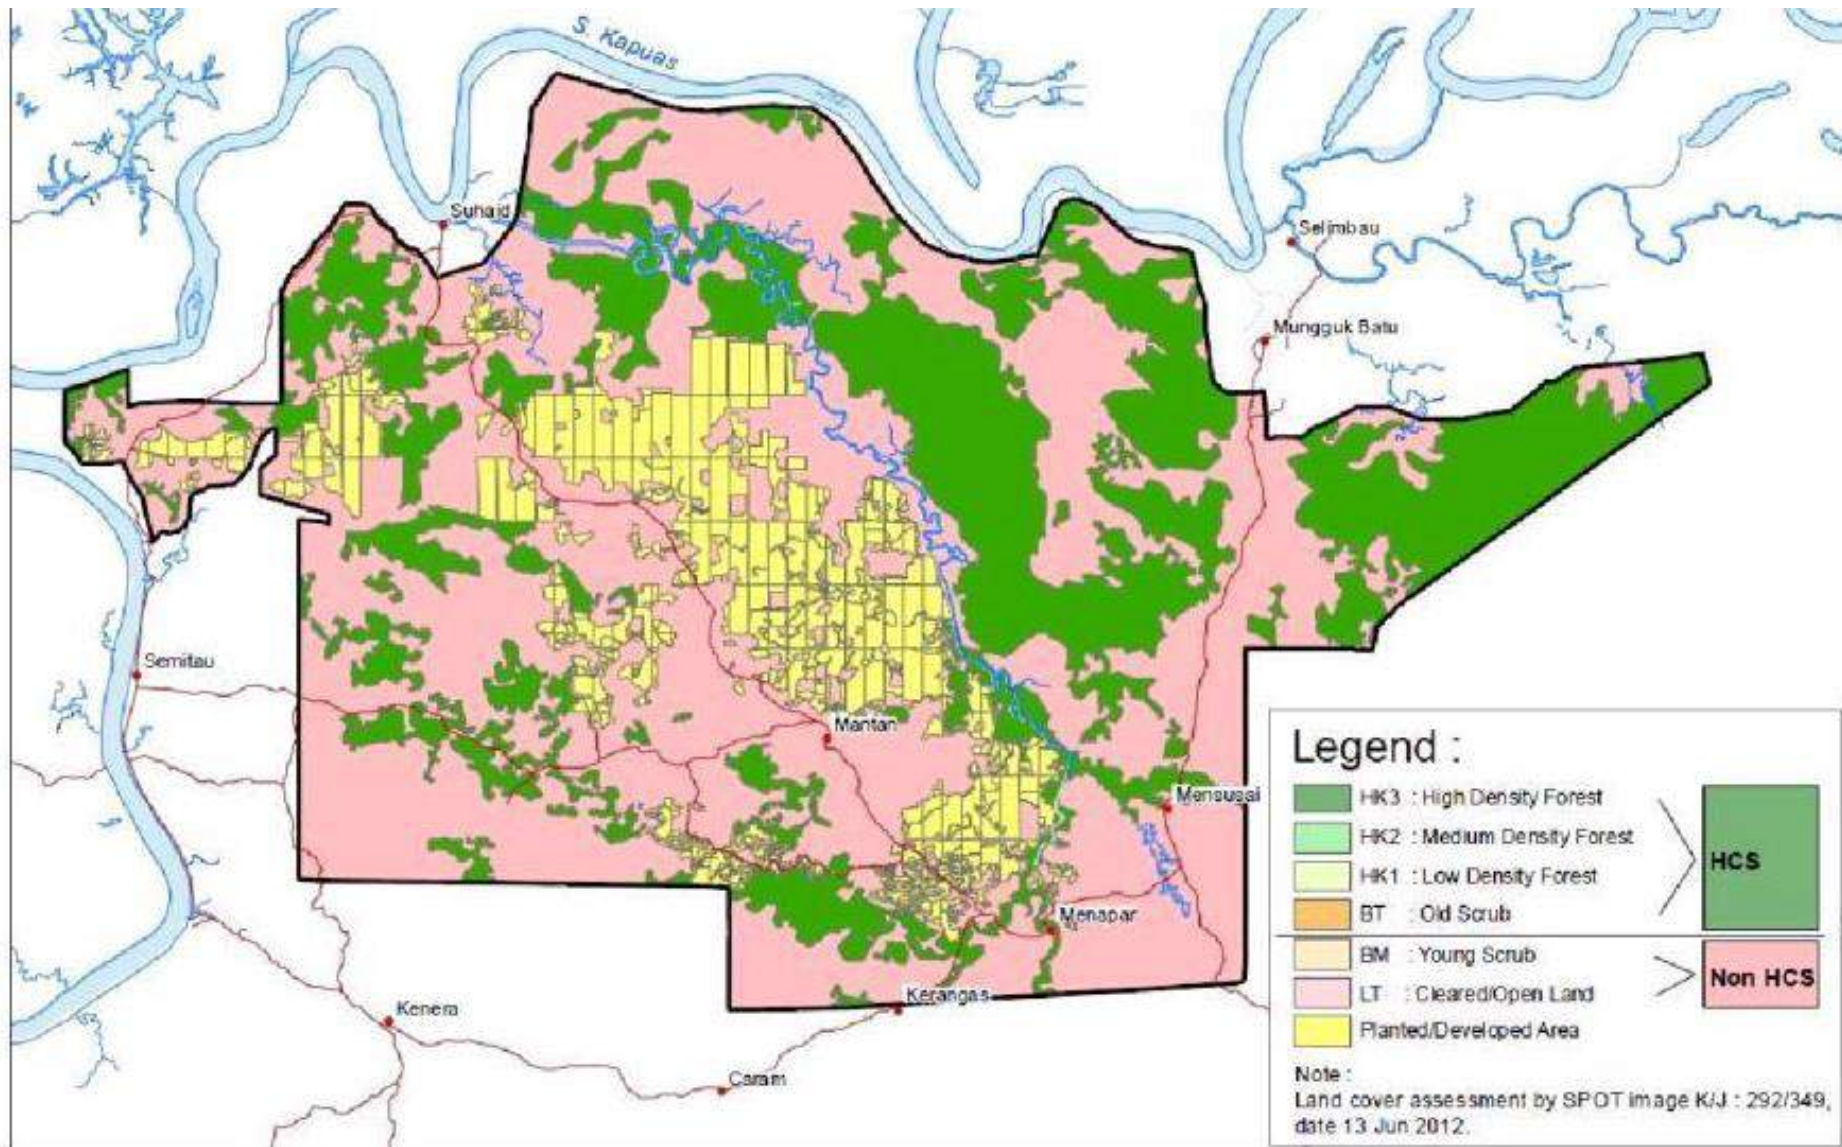 S. Kapuas
Suhaid
Selimbau
Mungguk Batu
Semitau
Mantan
Mensusai
Menapar
Kerangas
Kenera
Caram
Legend :
HK3 : High Density Forest
HK2 : Medium Density Forest
HK1 : Low Density Forest
BT : Old Scrub
HCS
BM : Young Scrub
LT : Cleared/Open Land
Non HCS
Planted/Developed Area
Note :
Land cover assessment by SPOT image K/J : 292/349,
date 13 Jun 2012.